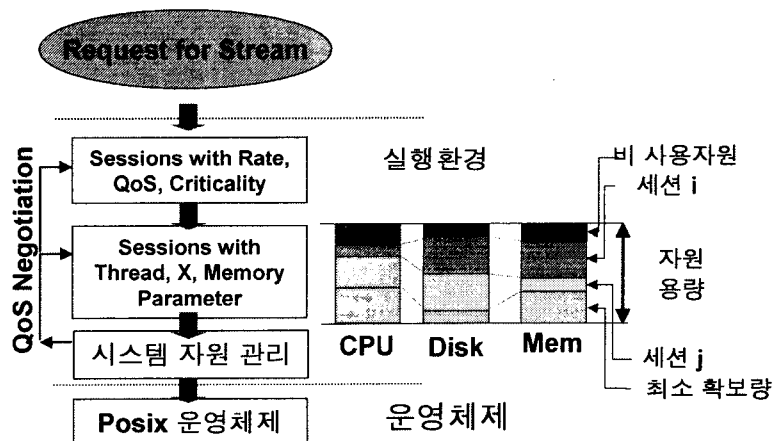 Request for Stream
QoS Negotiation
Sessions with Rate,
QoS, Criticality
Sessions with
Thread, X, Memory
Parameter
시스템 자원 관리
Posix 운영체제
실행환경
비 사용자원
세션 i
자원
용량
CPU Disk Mem
세션 j
최소 확보량
운영체제